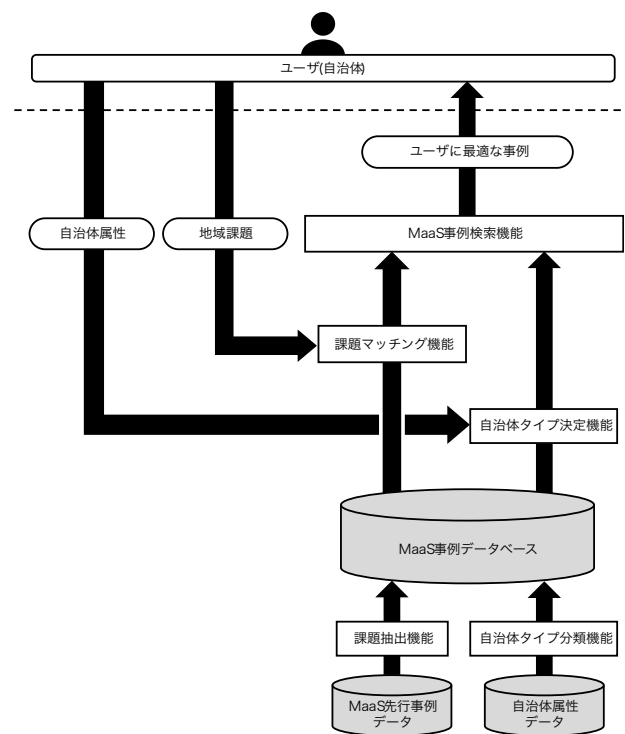 ユーザ(自治体)
ユーザに最適な事例
自治体属性
地域課題
MaaS事例検索機能
課題マッチング機能
自治体タイプ決定機能
MaaS事例データベース
課題抽出機能
自治体タイプ分類機能
MaaS先行事例
データ
自治体属性
データ